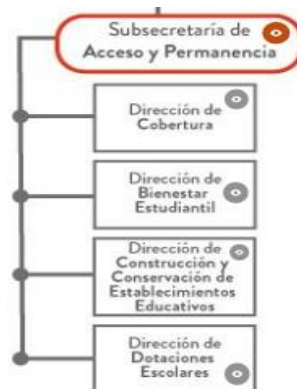 Subsecretaría de
Acceso y Permanencia
Dirección de
Cobertura
Dirección de
Bienestar
Estudiantil
Dirección de
Construcción y
Conservación de
Establecimientos
Educativos
Dirección de
Dotaciones
Escolares